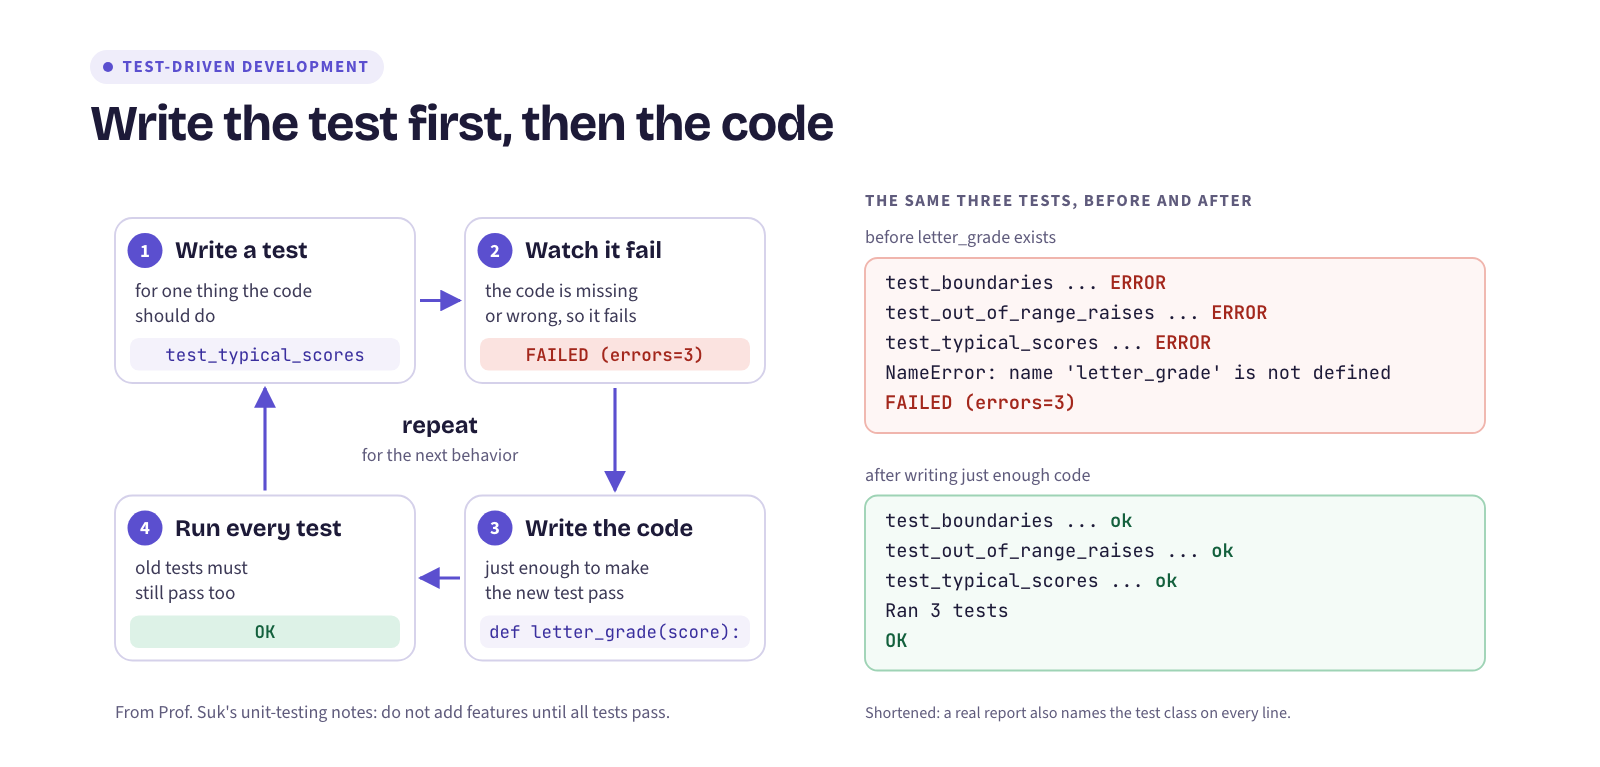 TEST-DRIVEN DEVELOPMENT
Write the test first, then the code
1 Write a test
for one thing the code
should do
test_typical_scores
2 Watch it fail
the code is missing
or wrong, so it fails
FAILED (errors=3)
repeat
for the next behavior
4 Run every test
old tests must
still pass too
OK
3 Write the code
just enough to make
the new test pass
def letter_grade(score):
From Prof. Suk's unit-testing notes: do not add features until all tests pass.
THE SAME THREE TESTS, BEFORE AND AFTER
before letter_grade exists
test_boundaries ... ERROR
test_out_of_range_raises ... ERROR
test_typical_scores ... ERROR
NameError: name 'letter_grade' is not defined
FAILED (errors=3)
after writing just enough code
test_boundaries ... ok
test_out_of_range_raises ... ok
test_typical_scores ... ok
Ran 3 tests
OK
Shortened: a real report also names the test class on every line.